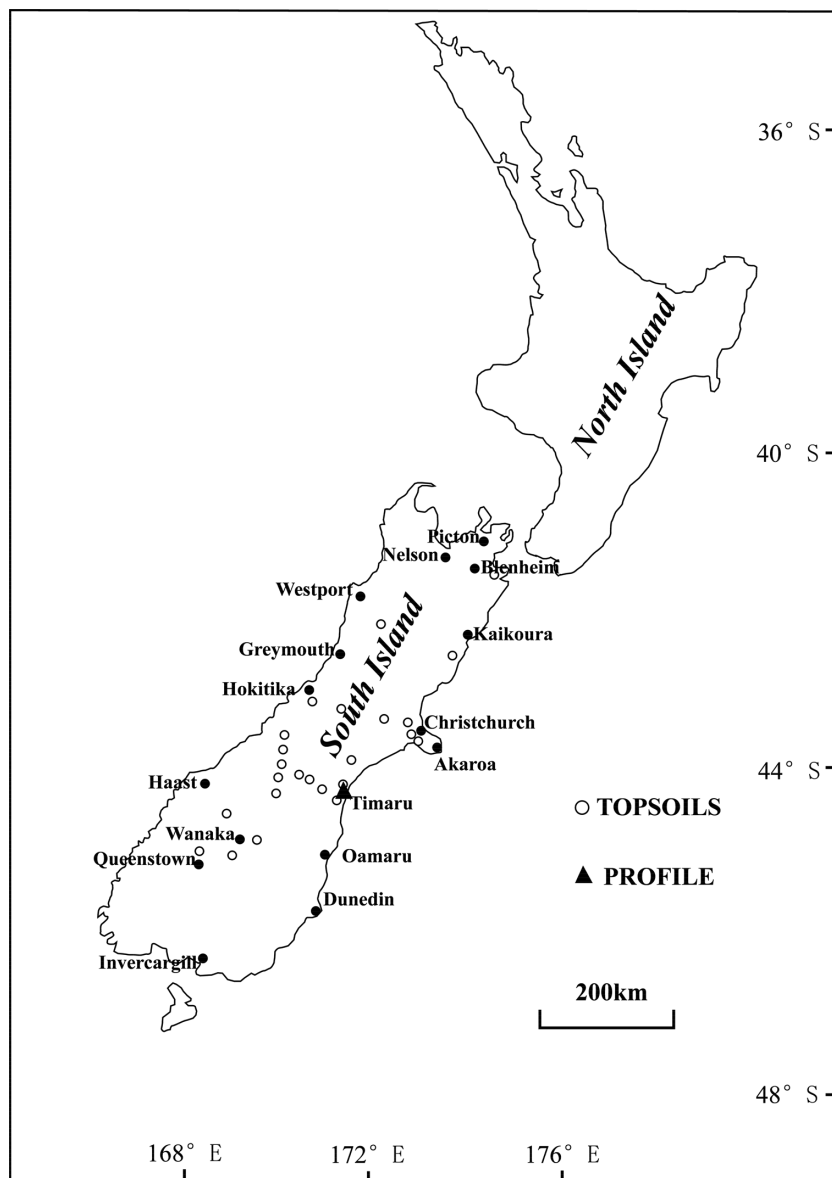 36° S
North Island
40° S
Picton
Nelson
Blenheim
Westport
South Island
Kaikoura
Greymouth
Hokitika
Christchurch
Akaroa
44° S
Haast
Timaru
TOPSOILS
Wanaka
Queenstown
Oamaru
PROFILE
Dunedin
Invercargill
200km
48° S
168° E
172° E
176° E